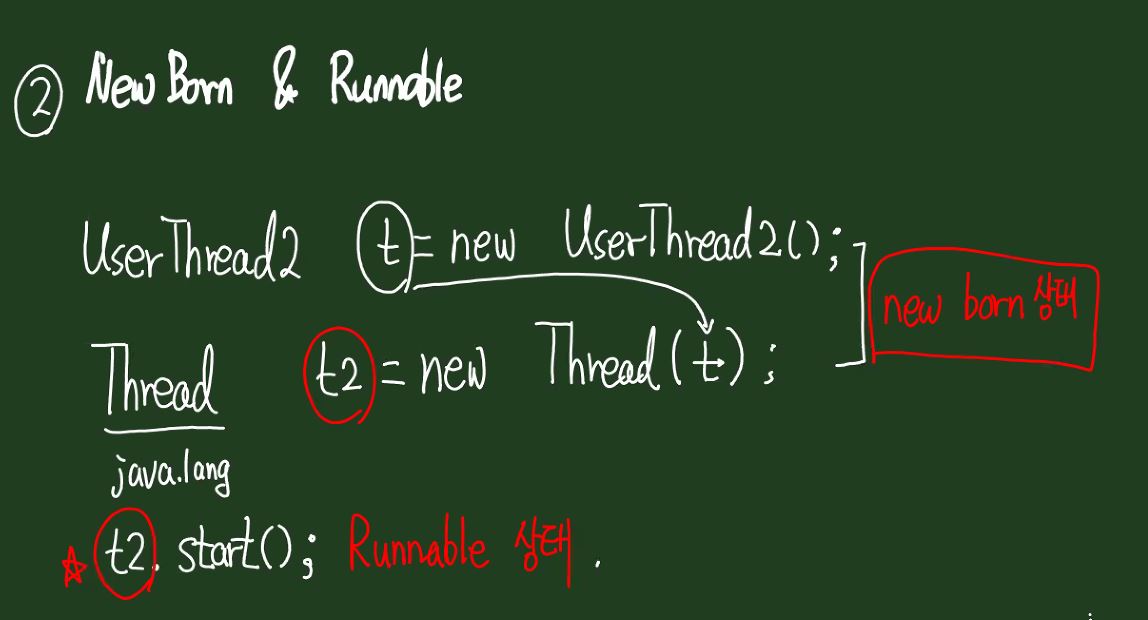 ② New Born & Runnable
UserThread2 t = new UserThread2();
new born 상태
Thread t2 = new Thread(t);
java.lang
☆ t2. start(); Runnable 상태.